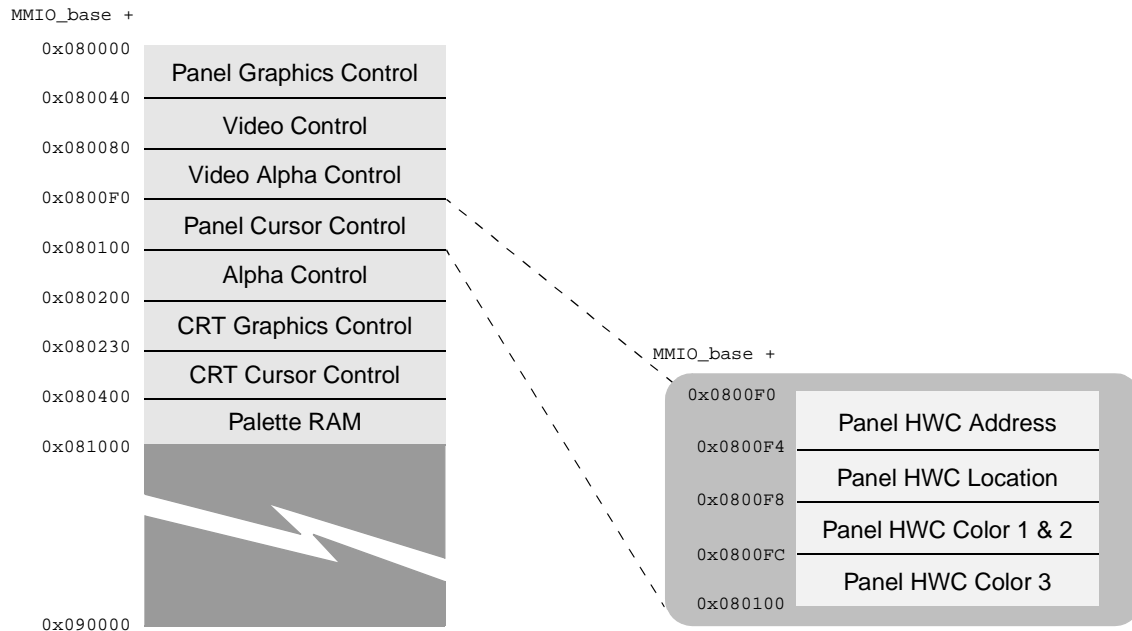 MMIO_base +
0x080000
Panel Graphics Control
0x080040
Video Control
0x080080
Video Alpha Control
0x0800F0
Panel Cursor Control
0x080100
Alpha Control
0x080200
CRT Graphics Control
0x080230
CRT Cursor Control
0x080400
Palette RAM
0x081000
0x090000
MMIO_base +
0x0800F0
Panel HWC Address
0x0800F4
Panel HWC Location
0x0800F8
Panel HWC Color 1 & 2
0x0800FC
Panel HWC Color 3
0x080100